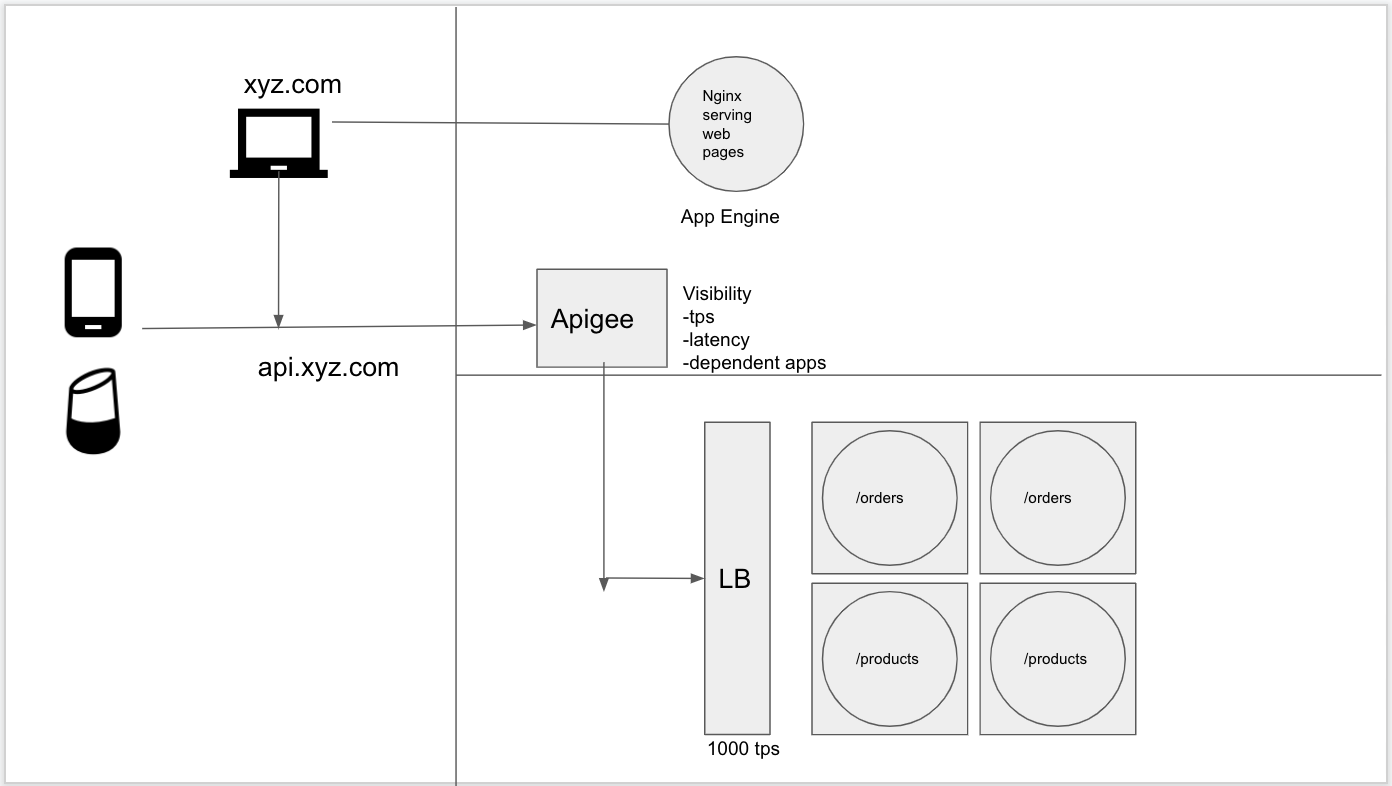 xyz.com
Nginx
serving
web
pages
App Engine
Apigee
Visibility
-tps
-latency
-dependent apps
api.xyz.com
/orders
/orders
LB
/products
/products
1000 tps